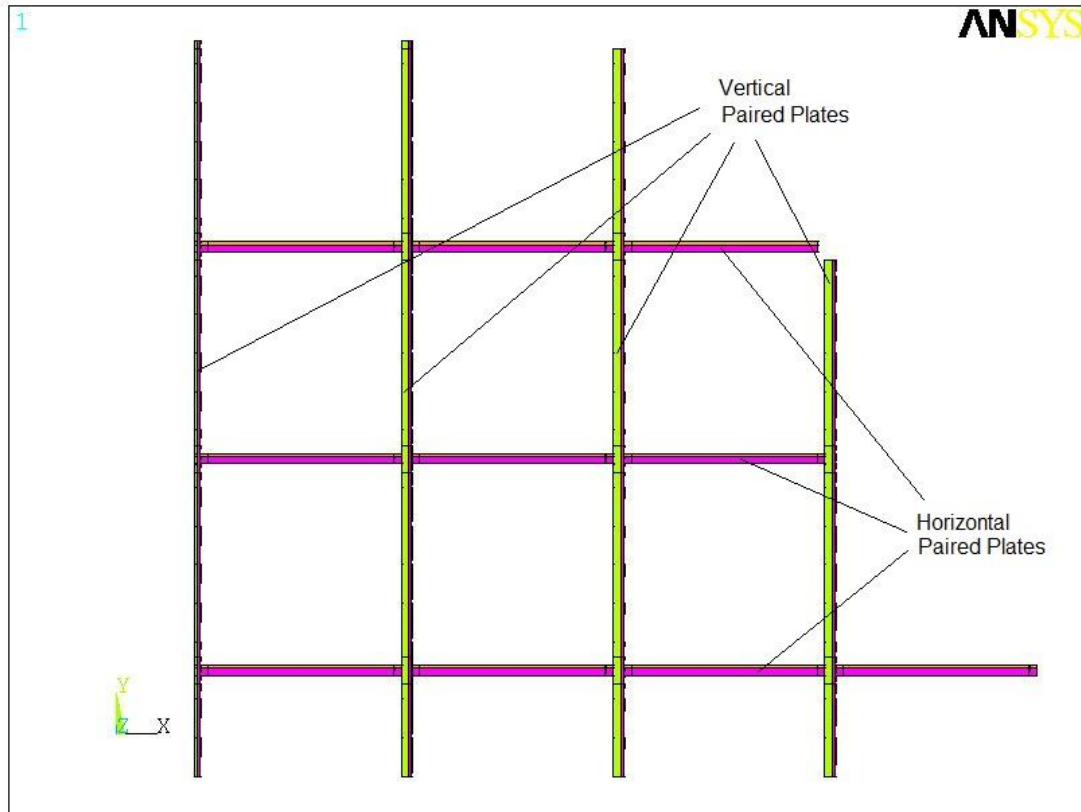 1
ANSYS
Vertical
Paired Plates
Horizontal
Paired Plates
Y
Z
X